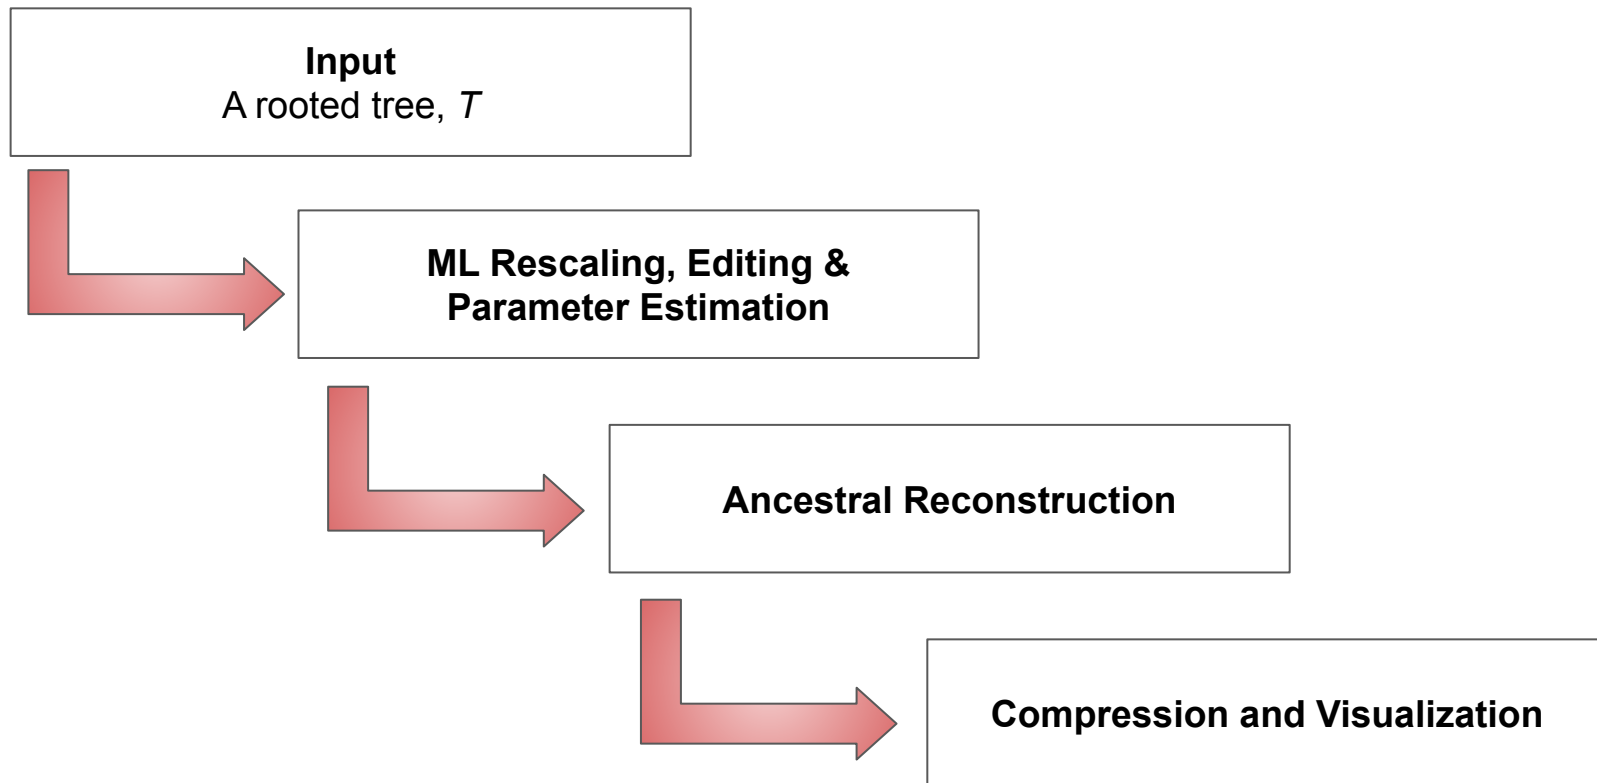 Input
A rooted tree, T
ML Rescaling, Editing &
Parameter Estimation
Ancestral Reconstruction
Compression and Visualization